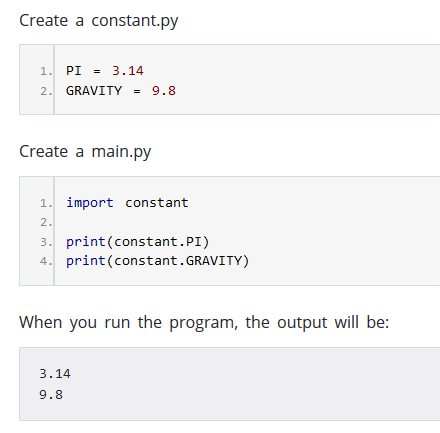 Create a constant.py
1. PI = 3.14
2. GRAVITY = 9.8
Create a main.py
1. import constant
2.
3. print(constant.PI)
4. print(constant.GRAVITY)
When you run the program, the output will be:
3.14
9.8